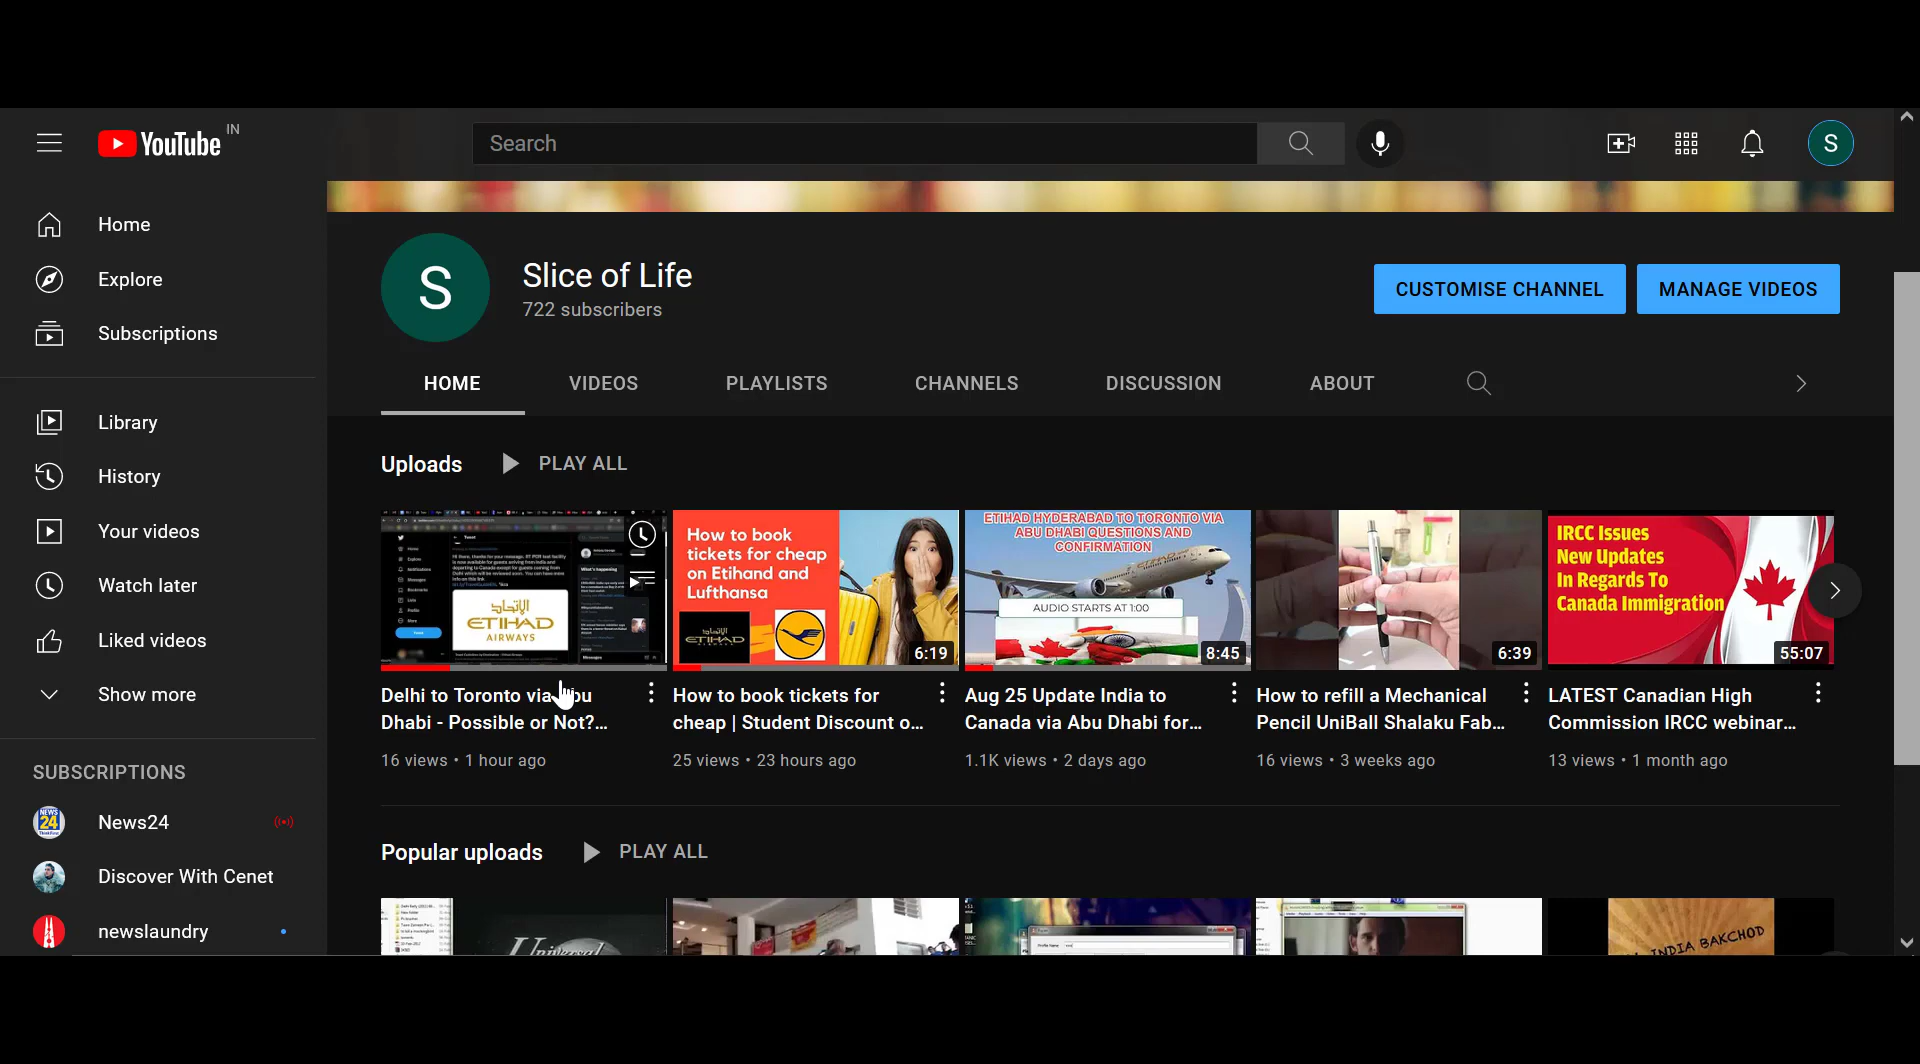 YouTube IN
Search
S
Home
Explore
Subscriptions
Library
History
Your videos
Watch later
Liked videos
Show more
SUBSCRIPTIONS
News24
Discover With Cenet
newslaundry
S
Slice of Life
722 subscribers
CUSTOMISE CHANNEL
MANAGE VIDEOS
HOME VIDEOS PLAYLISTS CHANNELS DISCUSSION ABOUT
Uploads PLAY ALL
الإتحاد
ETIHAD
AIRWAYS
Delhi to Toronto via
Dhabi - Possible or Not?...
16 views • 1 hour ago
How to book
tickets for cheap
on Etihand and
Lufthansa
ETIHAD
6:19
How to book tickets for
cheap | Student Discount o...
25 views • 23 hours ago
ETIHAD HYDERABAD TO TORONTO VIA
ABU DHABI QUESTIONS AND
CONFIRMATION
AUDIO STARTS AT 1:00
8:45
Aug 25 Update India to
Canada via Abu Dhabi for...
1.1K views • 2 days ago
6:39
How to refill a Mechanical
Pencil UniBall Shalaku Fab...
16 views • 3 weeks ago
IRCC Issues
New Updates
In Regards To
Canada Immigration
55:07
LATEST Canadian High
Commission IRCC webinar...
13 views • 1 month ago
Popular uploads PLAY ALL
Universal
INDIA BAKCHOD